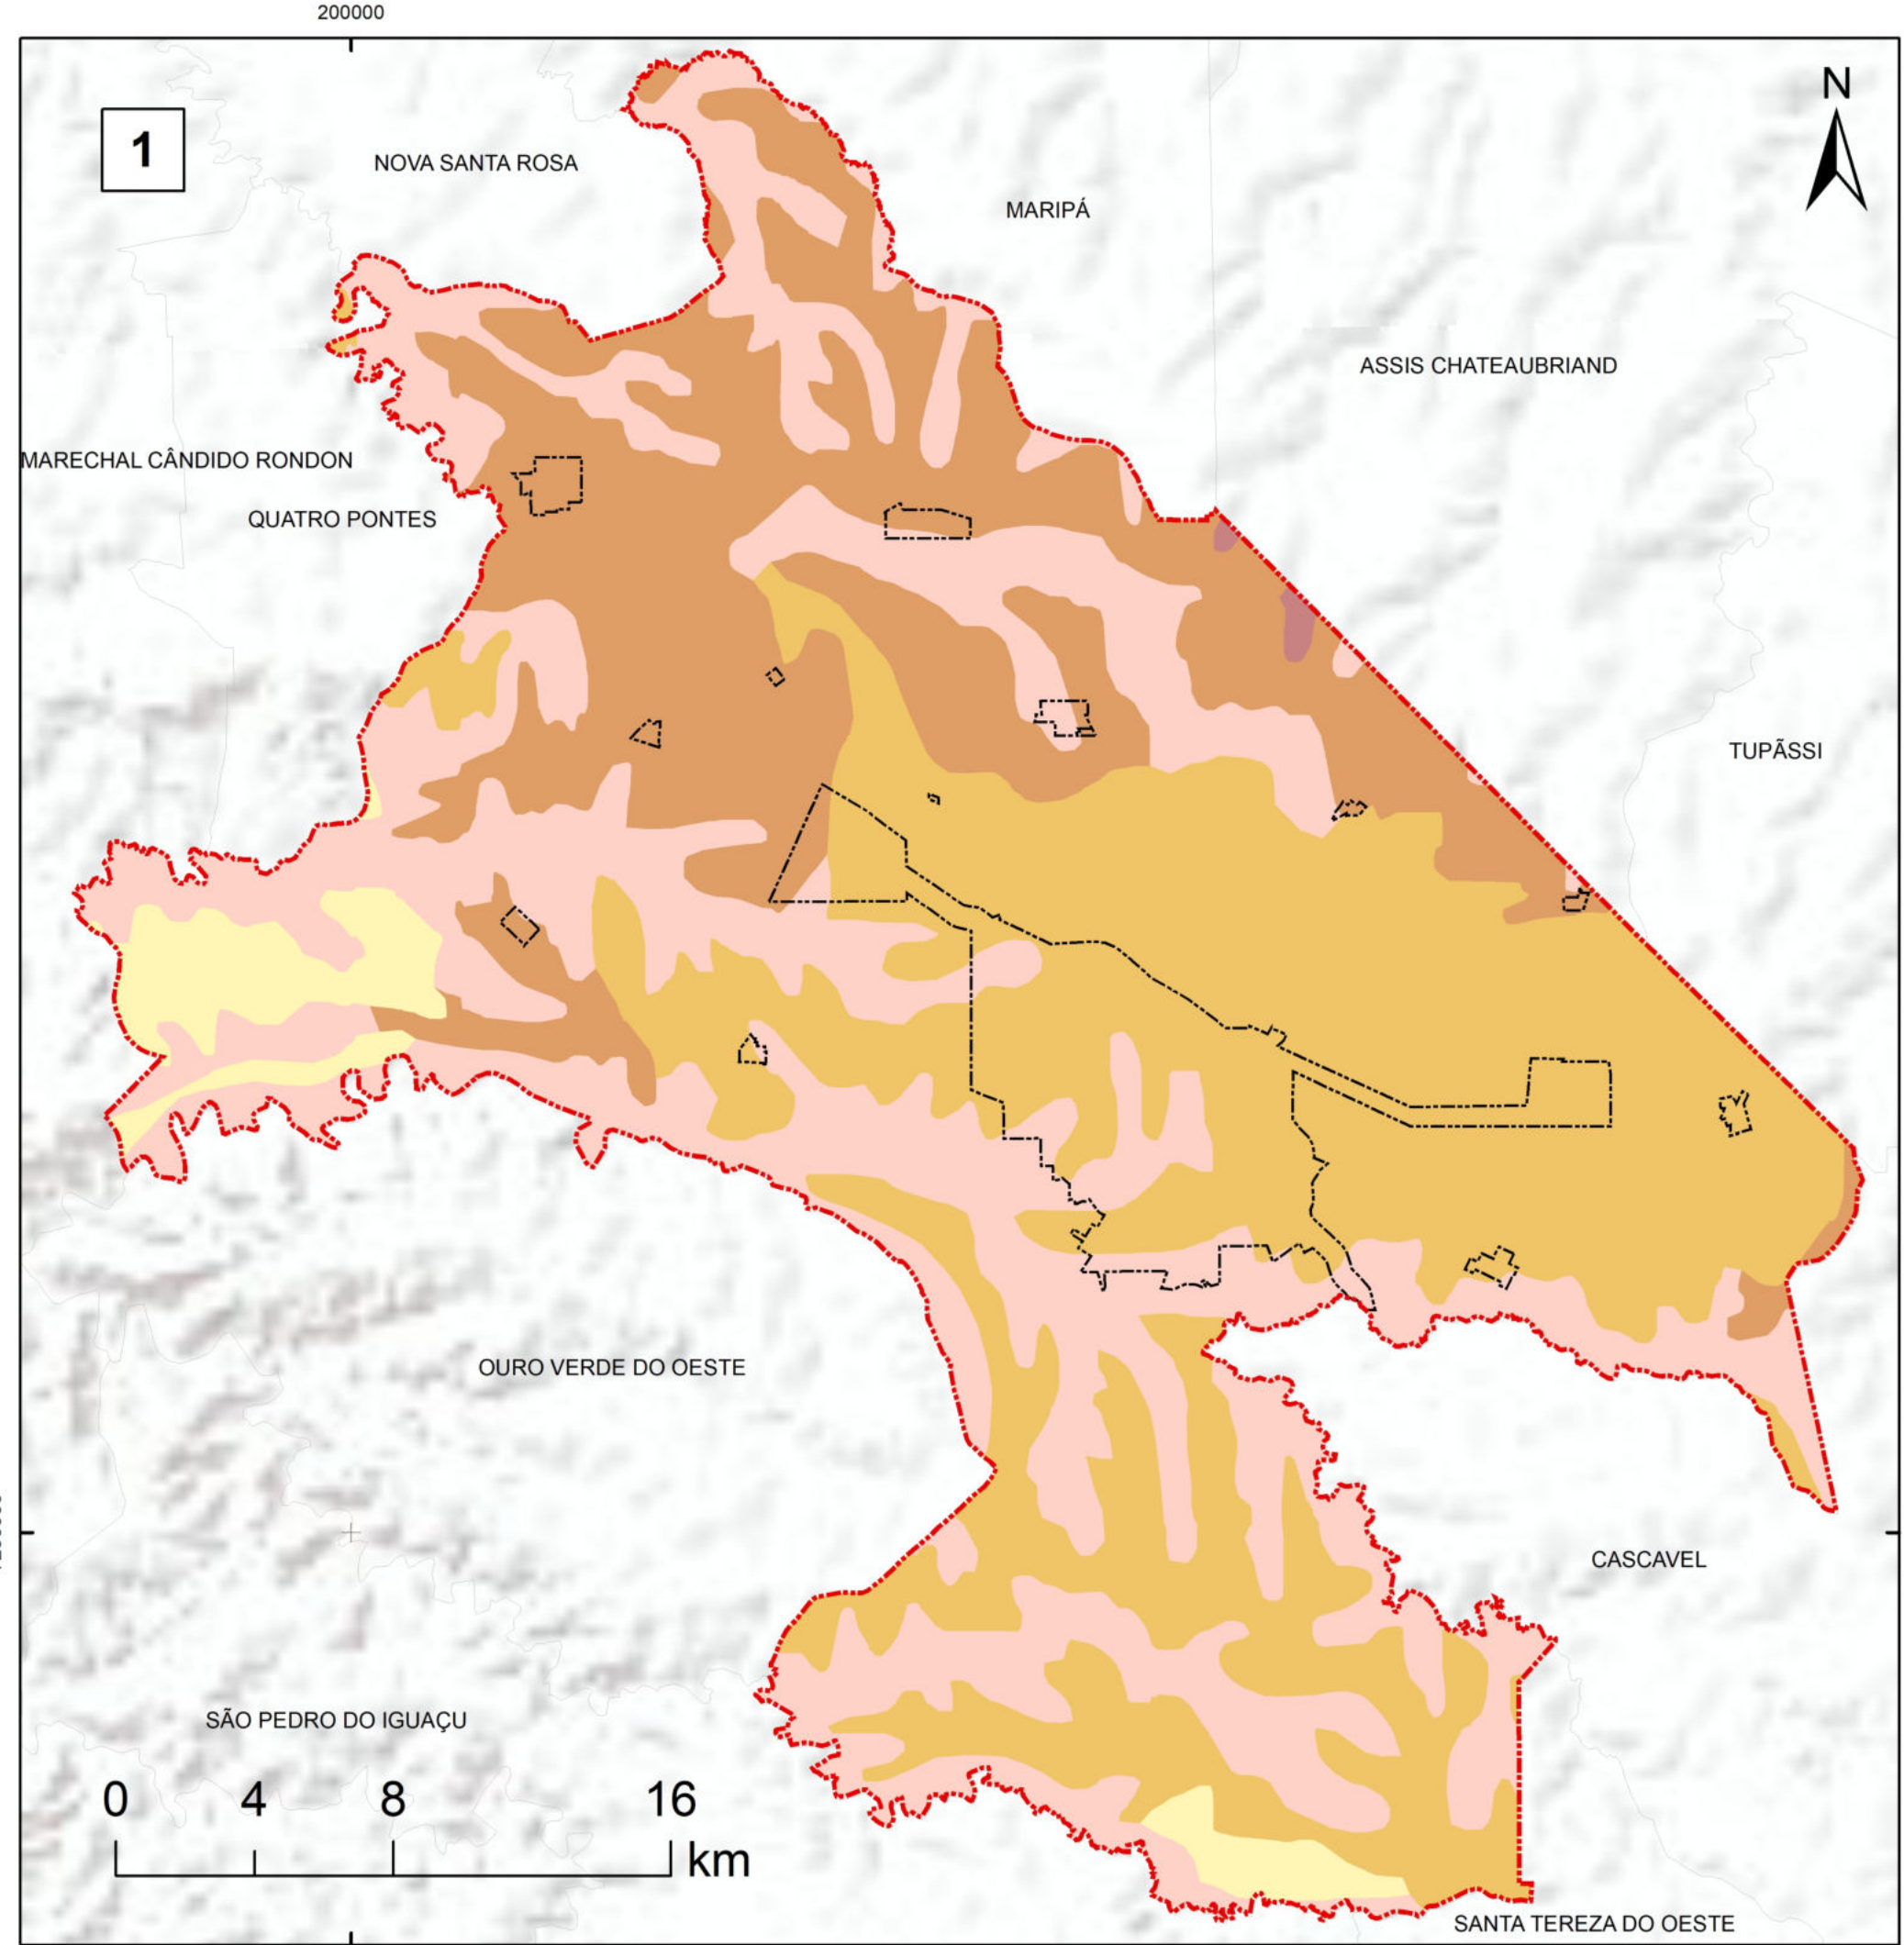 200000
N
1
NOVA SANTA ROSA
MARIPÁ
ASSIS CHATEAUBRIAND
MARECHAL CÂNDIDO RONDON
QUATRO PONTES
TUPÃSSI
OURO VERDE DO OESTE
CASCAVEL
SÃO PEDRO DO IGUAÇU
0 4 8 16
km
SANTA TEREZA DO OESTE